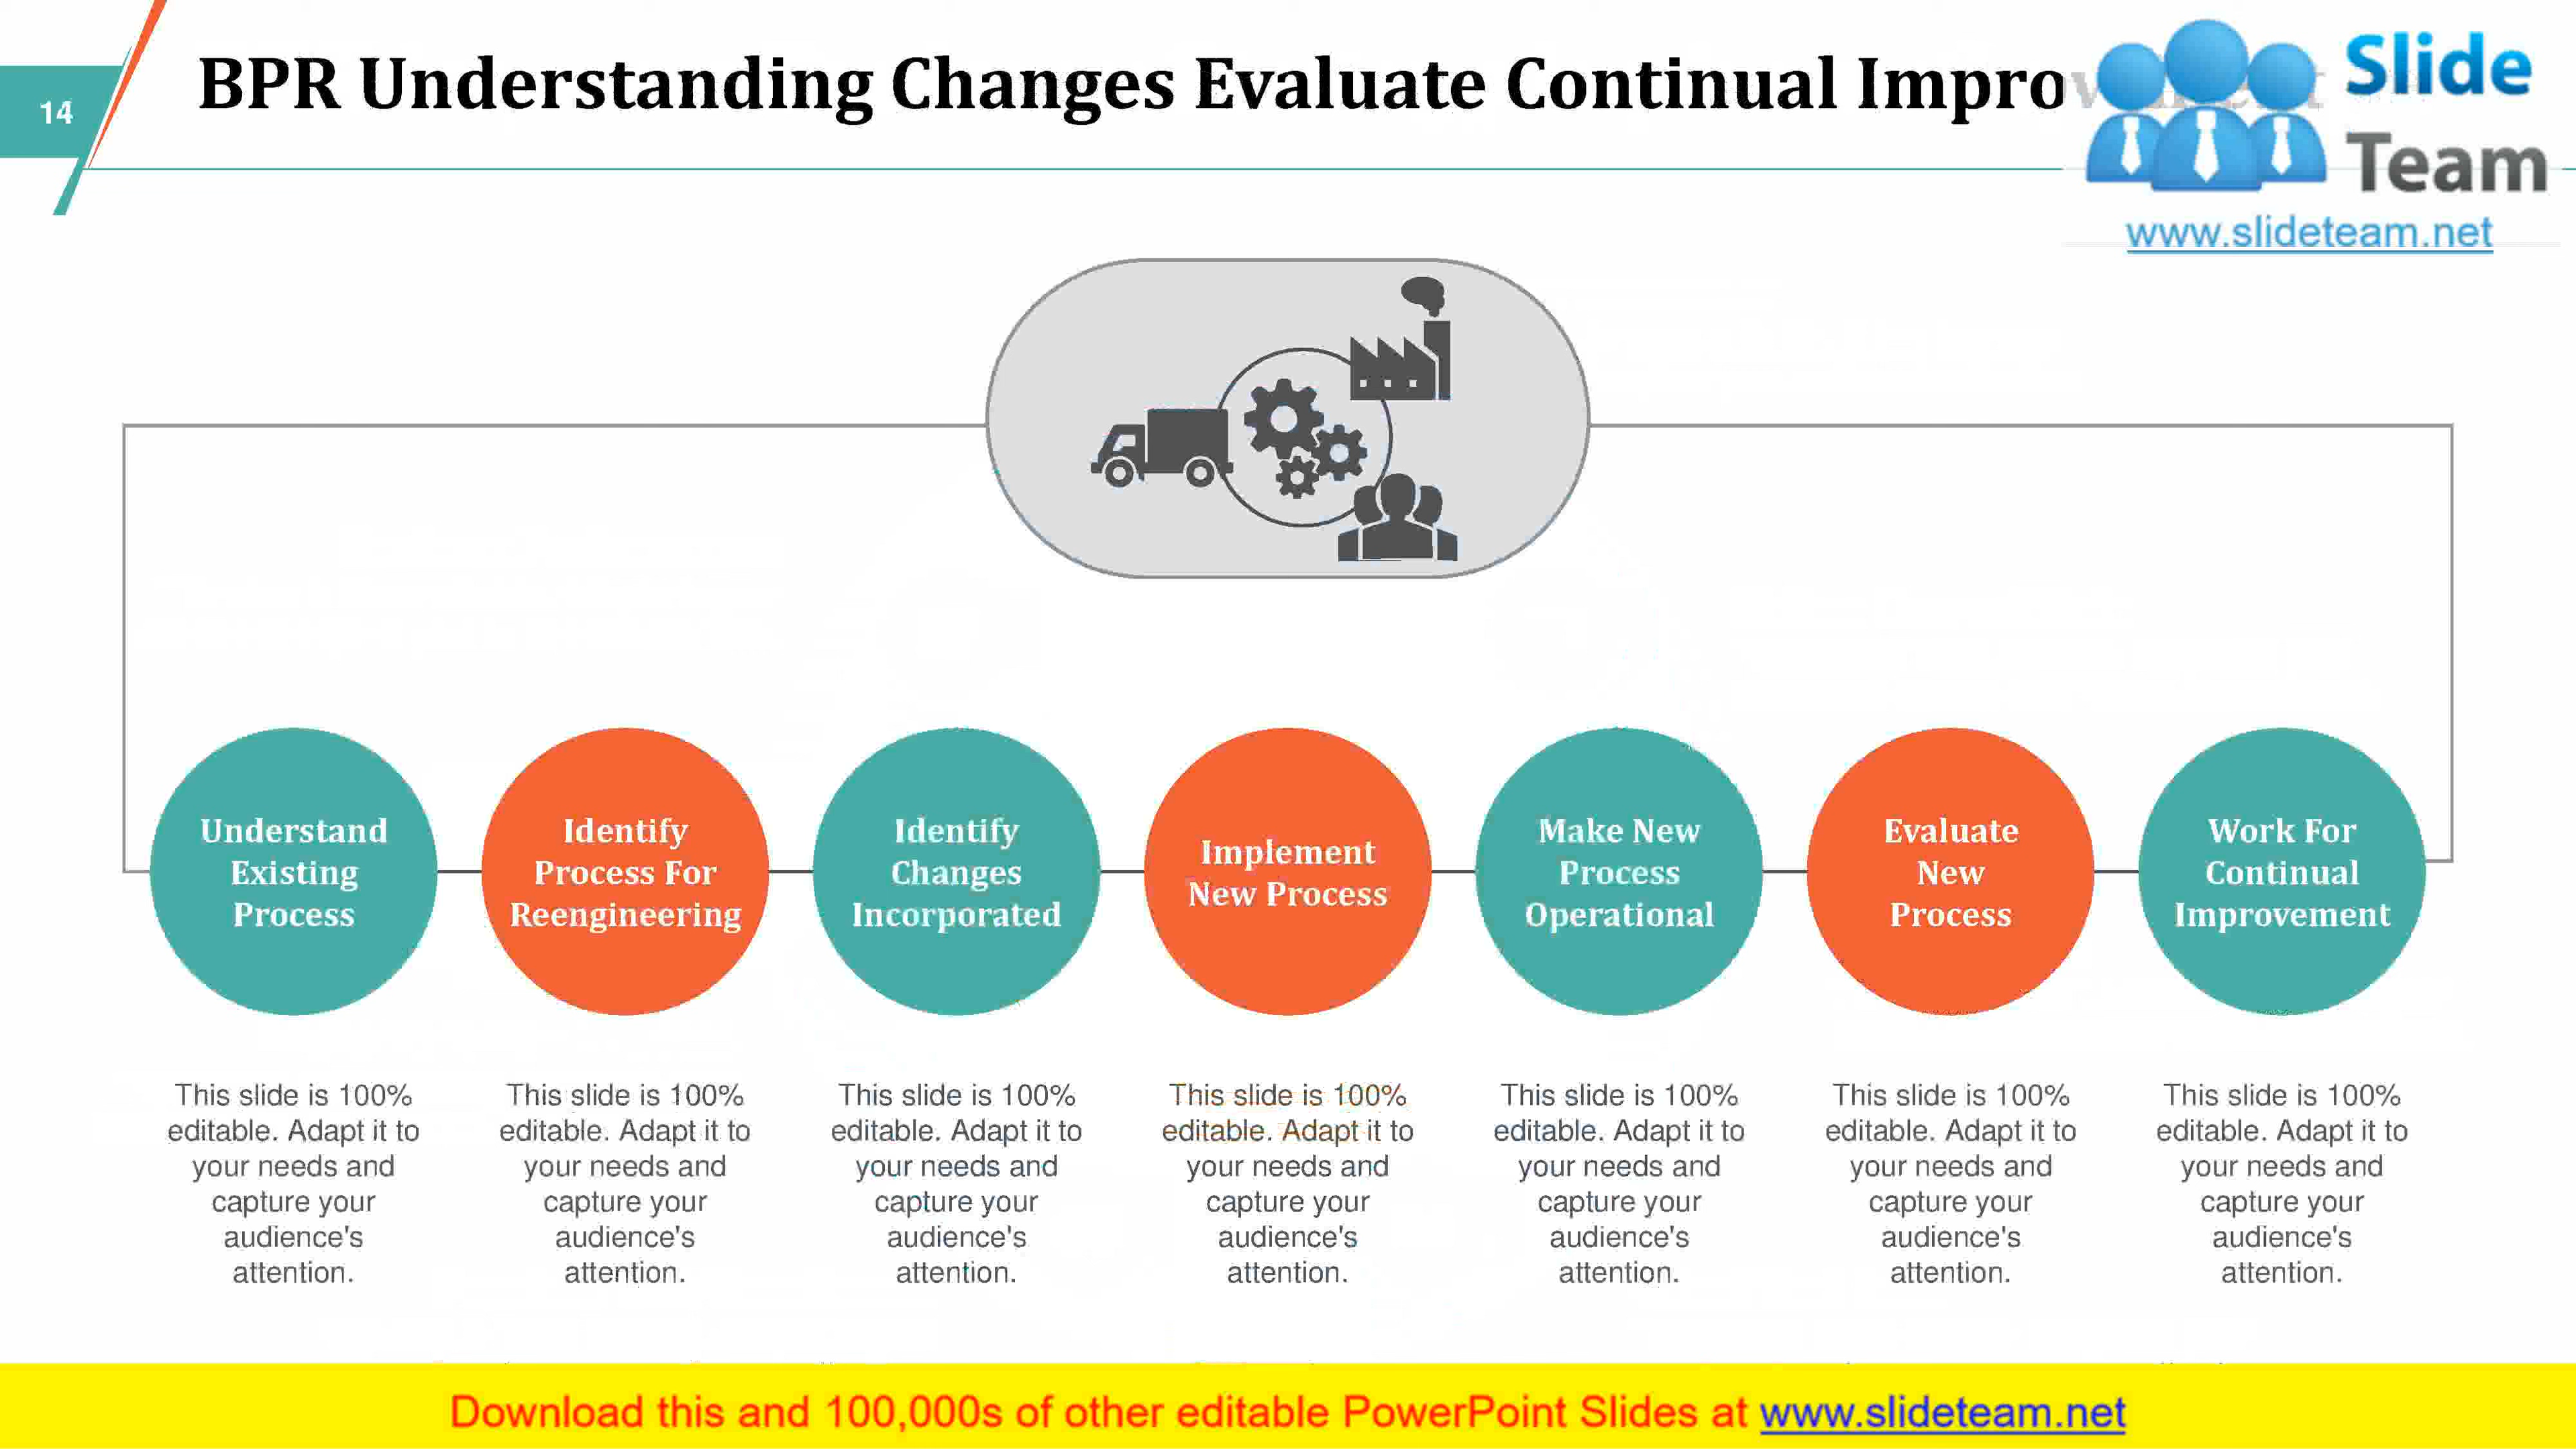 14
BPR Understanding Changes Evaluate Continual Improvement
Slide
Team
www.slideteam.net
Understand
Existing
Process
Identify
Process For
Reengineering
Identify
Changes
Incorporated
Implement
New Process
Make New
Process
Operational
Evaluate
New
Process
Work For
Continual
Improvement
This slide is 100%
editable. Adapt it to
your needs and
capture your
audience's
attention.
This slide is 100%
editable. Adapt it to
your needs and
capture your
audience's
attention.
This slide is 100%
editable. Adapt it to
your needs and
capture your
audience's
attention.
This slide is 100%
editable. Adapt it to
your needs and
capture your
audience's
attention.
This slide is 100%
editable. Adapt it to
your needs and
capture your
audience's
attention.
This slide is 100%
editable. Adapt it to
your needs and
capture your
audience's
attention.
This slide is 100%
editable. Adapt it to
your needs and
capture your
audience's
attention.
Download this and 100,000s of other editable PowerPoint Slides at www.slideteam.net